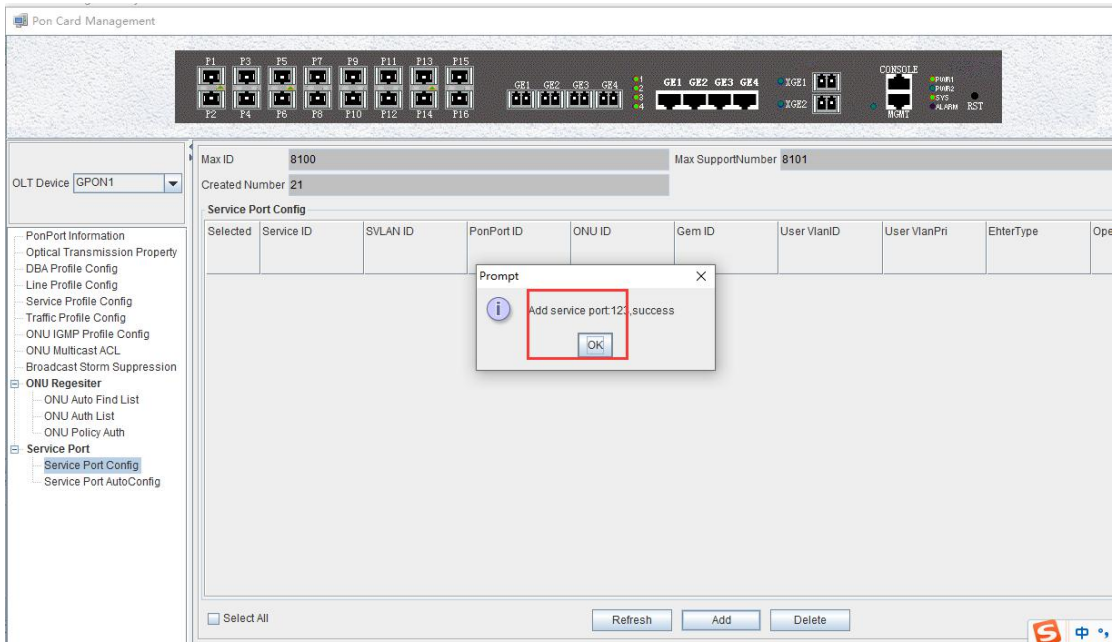 Pon Card Management
P1 P3 P5 P7 P9 P11 P13 P15
GE1 GE2 GE3 GE4
1
2
3
4
GE1 GE2 GE3 GE4
XGE1
XGE2
CONSOLE
PWR1
PWR2
SYS
ALARM
RST
MGMT
P2 P4 P6 P8 P10 P12 P14 P16
OLT Device GPON1
Max ID 8100 Max SupportNumber 8101
Created Number 21
Service Port Config
Selected Service ID SVLAN ID PonPort ID ONU ID Gem ID User VlanID User VlanPri EhterType Ope
PonPort Information
Optical Transmission Property
DBA Profile Config
Line Profile Config
Service Profile Config
Traffic Profile Config
ONU IGMP Profile Config
ONU Multicast ACL
Broadcast Storm Suppression
ONU Regesiter
ONU Auto Find List
ONU Auth List
ONU Policy Auth
Service Port
Service Port Config
Service Port AutoConfig
Prompt
Add service port:123,success
OK
Select All Refresh Add Delete
S 中 °,